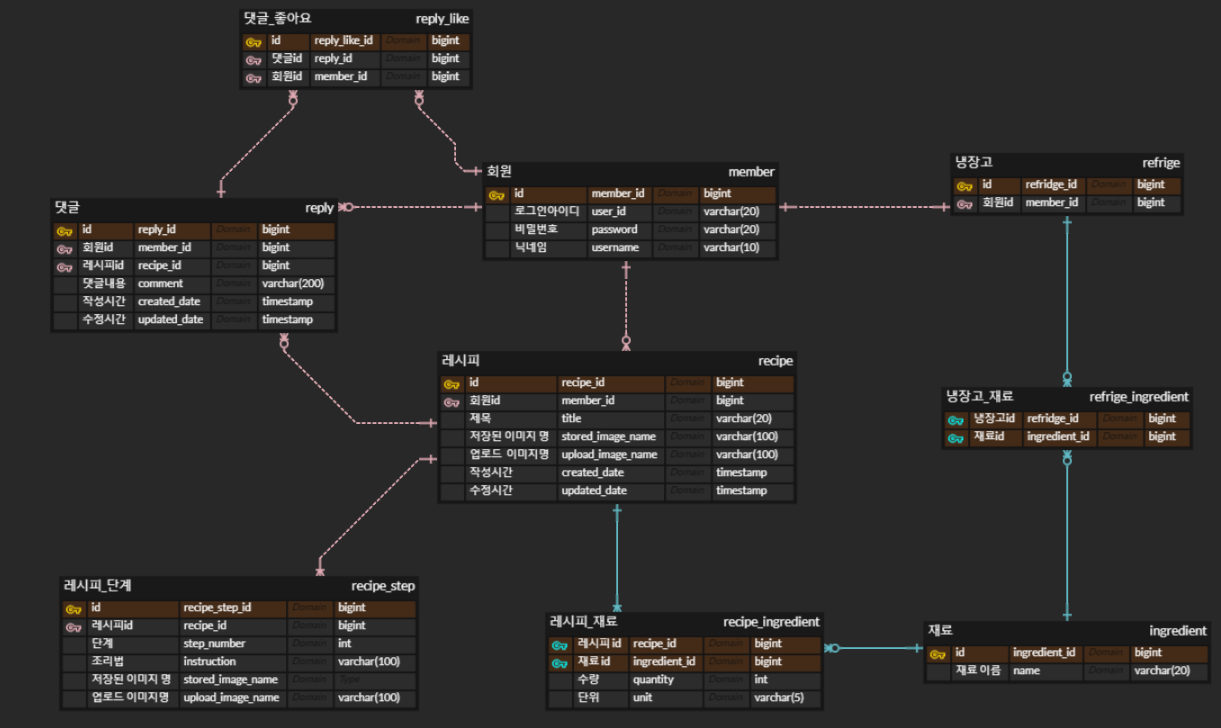 댓글_좋아요 reply_like
id reply_like_id Domain bigint
댓글id reply_id Domain bigint
회원id member_id Domain bigint
회원 member
id member_id Domain bigint
로그인아이디 user_id Domain varchar(20)
비밀번호 password Domain varchar(20)
닉네임 username Domain varchar(10)
냉장고 refrige
id refridge_id Domain bigint
회원id member_id Domain bigint
댓글 reply
id reply_id Domain bigint
회원id member_id Domain bigint
레시피id recipe_id Domain bigint
댓글내용 comment Domain varchar(200)
작성시간 created_date Domain timestamp
수정시간 updated_date Domain timestamp
레시피 recipe
id recipe_id Domain bigint
회원id member_id Domain bigint
제목 title Domain varchar(20)
저장된 이미지 명 stored_image_name Domain varchar(100)
업로드 이미지명 upload_image_name Domain varchar(100)
작성시간 created_date Domain timestamp
수정시간 updated_date Domain timestamp
냉장고_재료 refrige_ingredient
냉장고id refridge_id Domain bigint
재료id ingredient_id Domain bigint
레시피_단계 recipe_step
id recipe_step_id Domain bigint
레시피id recipe_id Domain bigint
단계 step_number Domain int
조리법 instruction Domain varchar(100)
저장된 이미지 명 stored_image_name Domain Type
업로드 이미지명 upload_image_name Domain varchar(100)
레시피_재료 recipe_ingredient
레시피 id recipe_id Domain bigint
재료 id ingredient_id Domain bigint
수량 quantity Domain int
단위 unit Domain varchar(5)
재료 ingredient
id ingredient_id Domain bigint
재료 이름 name Domain varchar(20)